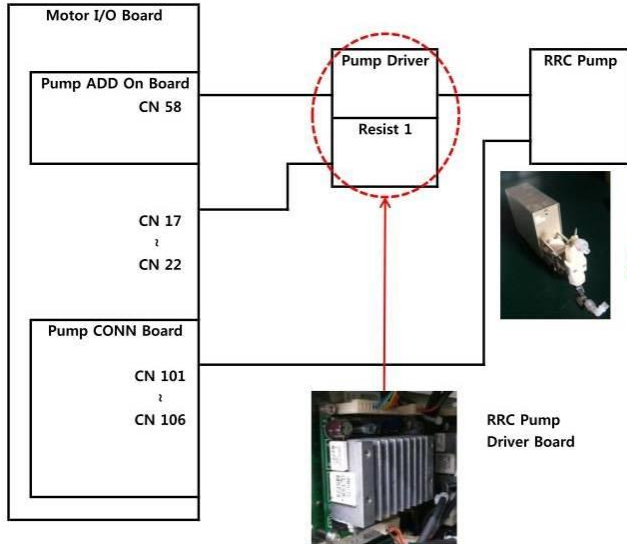 Motor I/O Board
Pump ADD On Board
CN 58
Pump Driver
RRC Pump
Resist 1
CN 17
~
CN 22
Pump CONN Board
CN 101
~
CN 106
RRC Pump
Driver Board